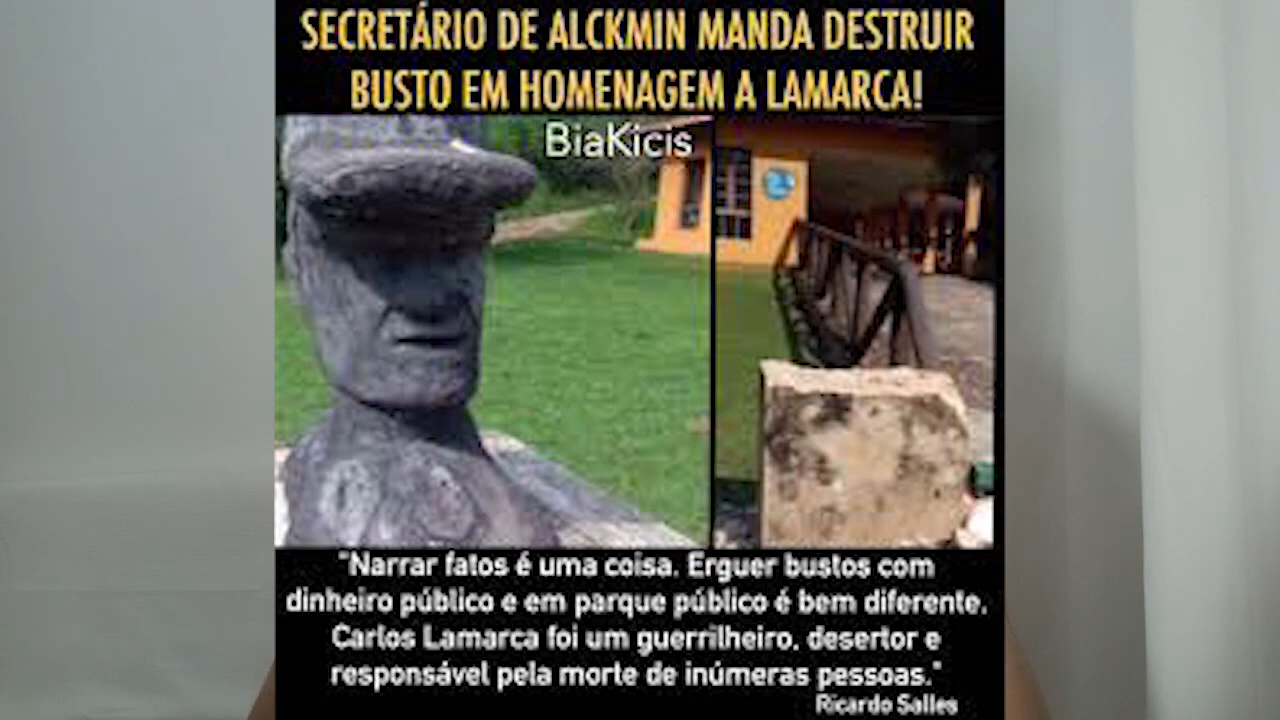 SECRETÁRIO DE ALCKMIN MANDA DESTRUIR
BUSTO EM HOMENAGEM A LAMARCA!
BiaKicis
"Narrar fatos é uma coisa. Erguer bustos com
dinheiro público e em parque público é bem diferente.
Carlos Lamarca foi um guerrilheiro, desertor e
responsável pela morte de inúmeras pessoas."
Ricardo Salles